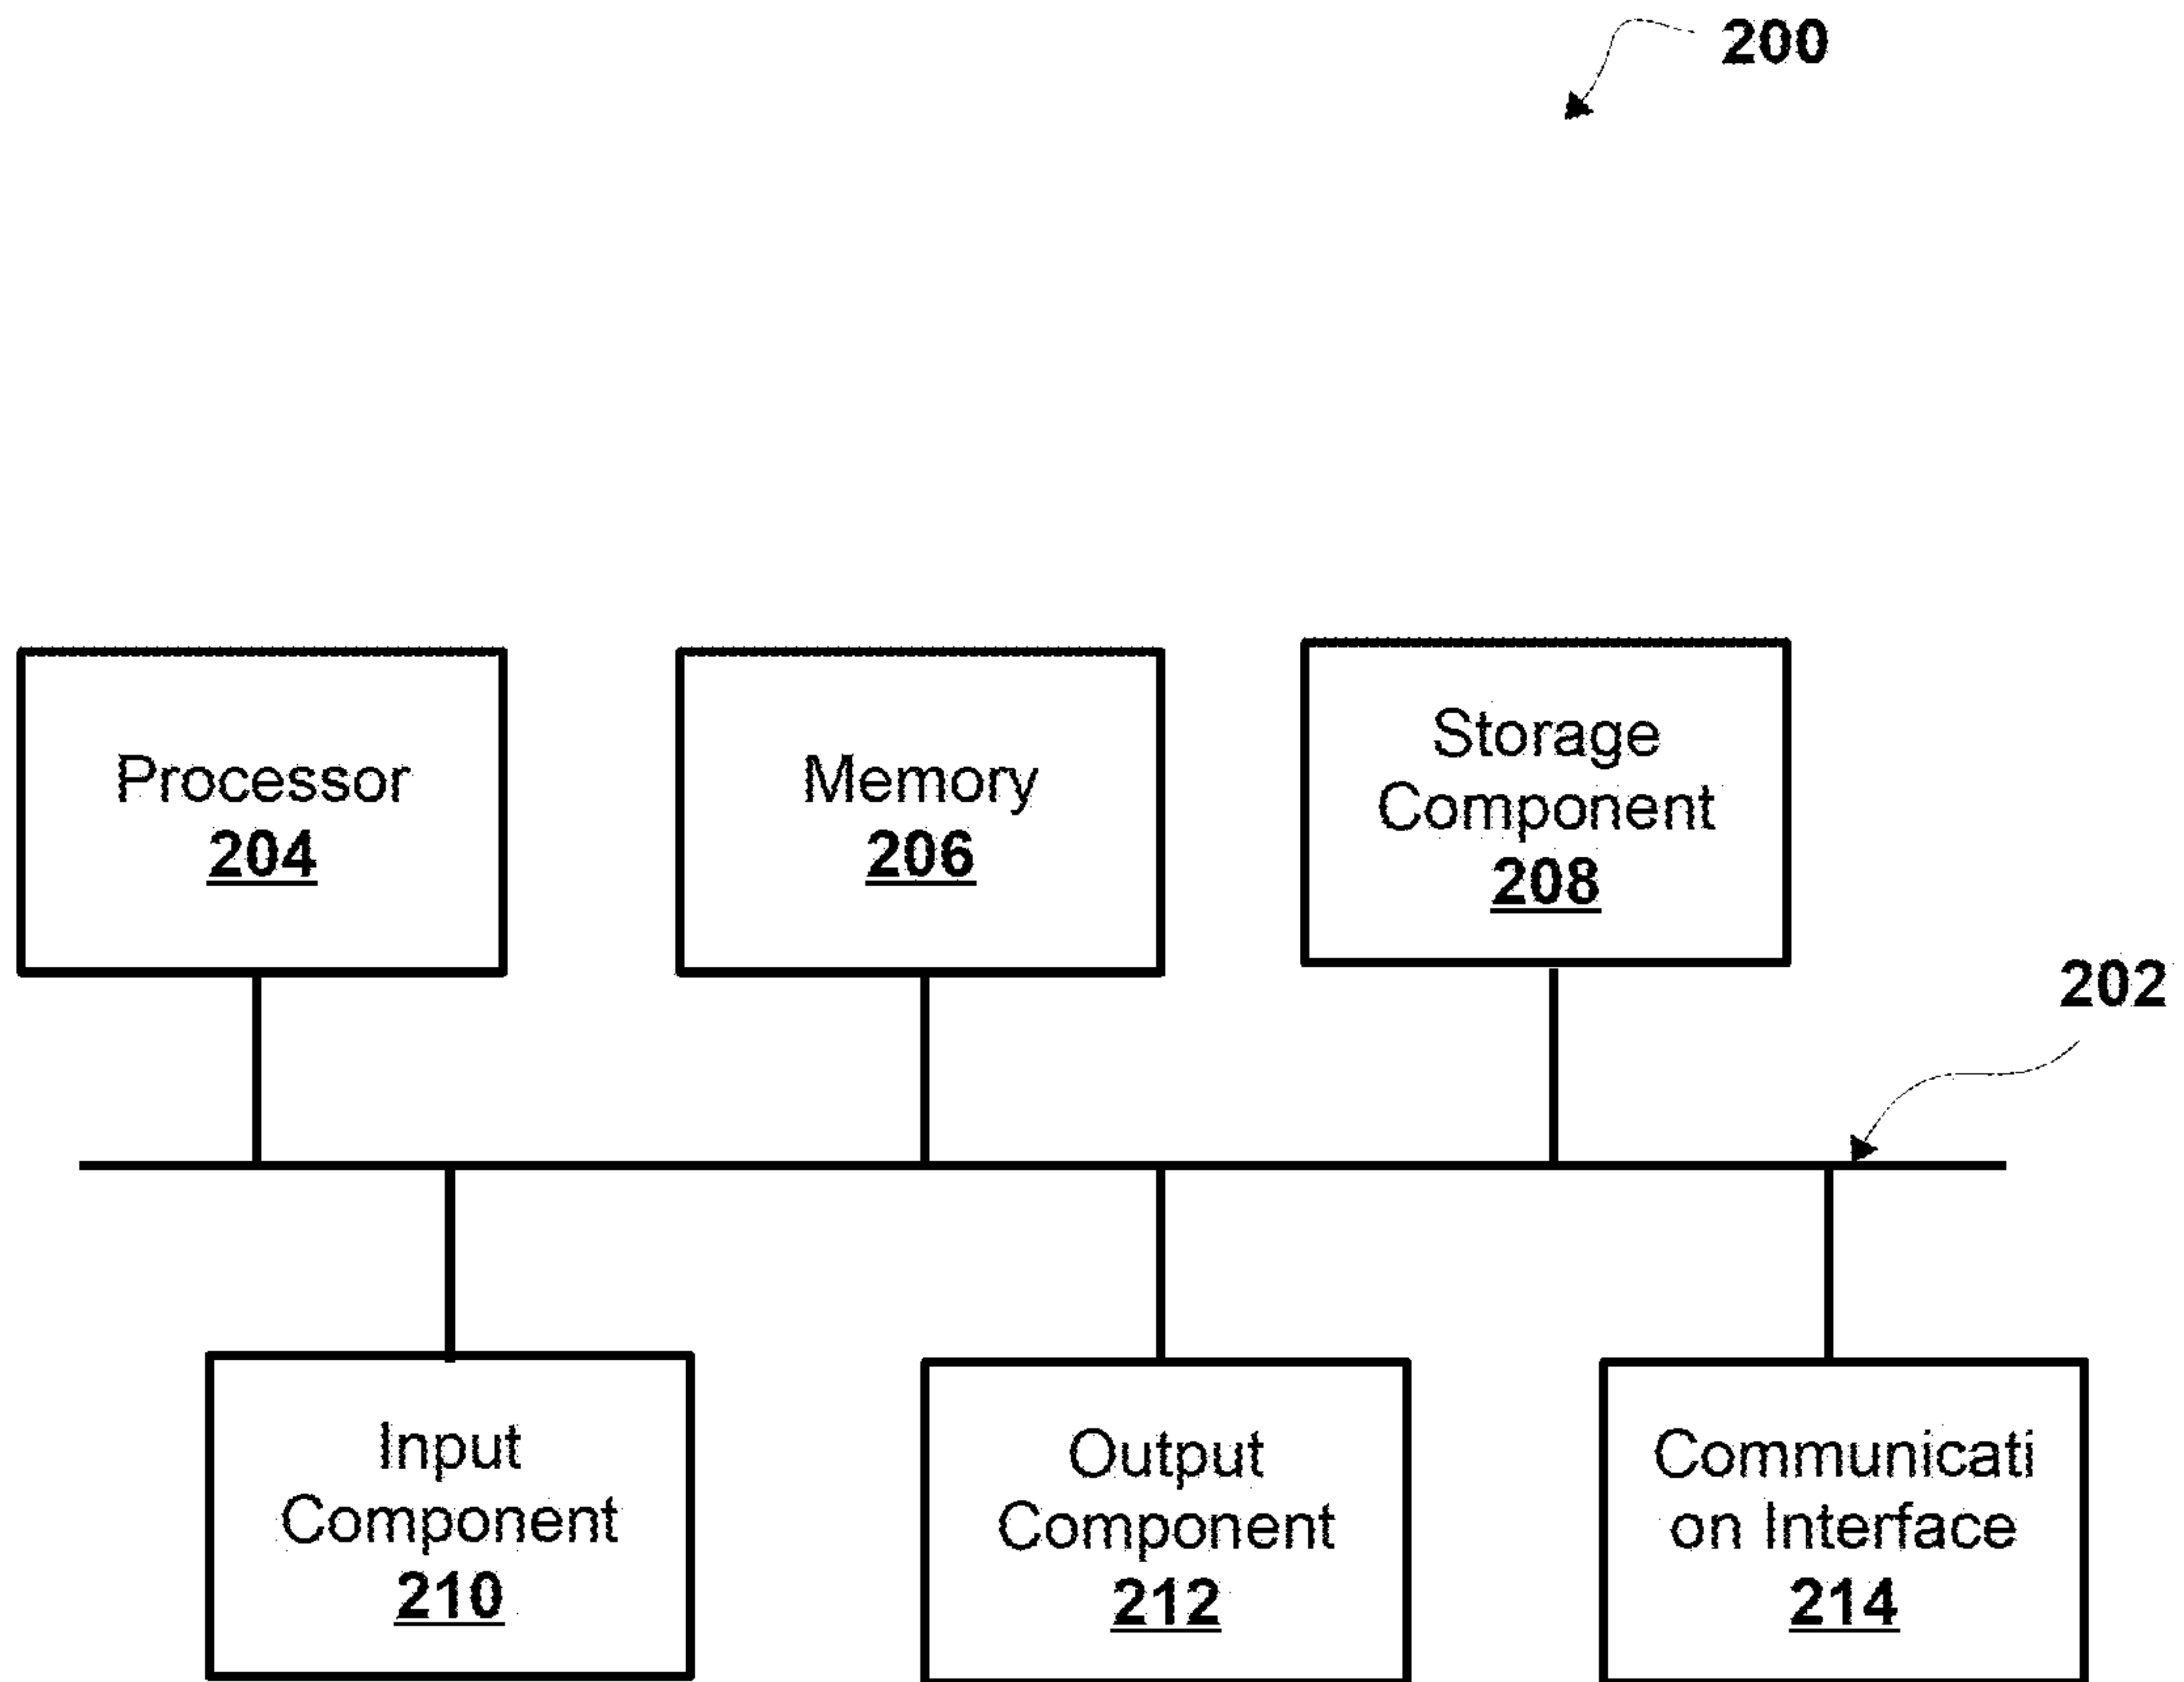 200
Processor
204
Memory
206
Storage
Component
208
202
Input
Component
210
Output
Component
212
Communicati
on Interface
214